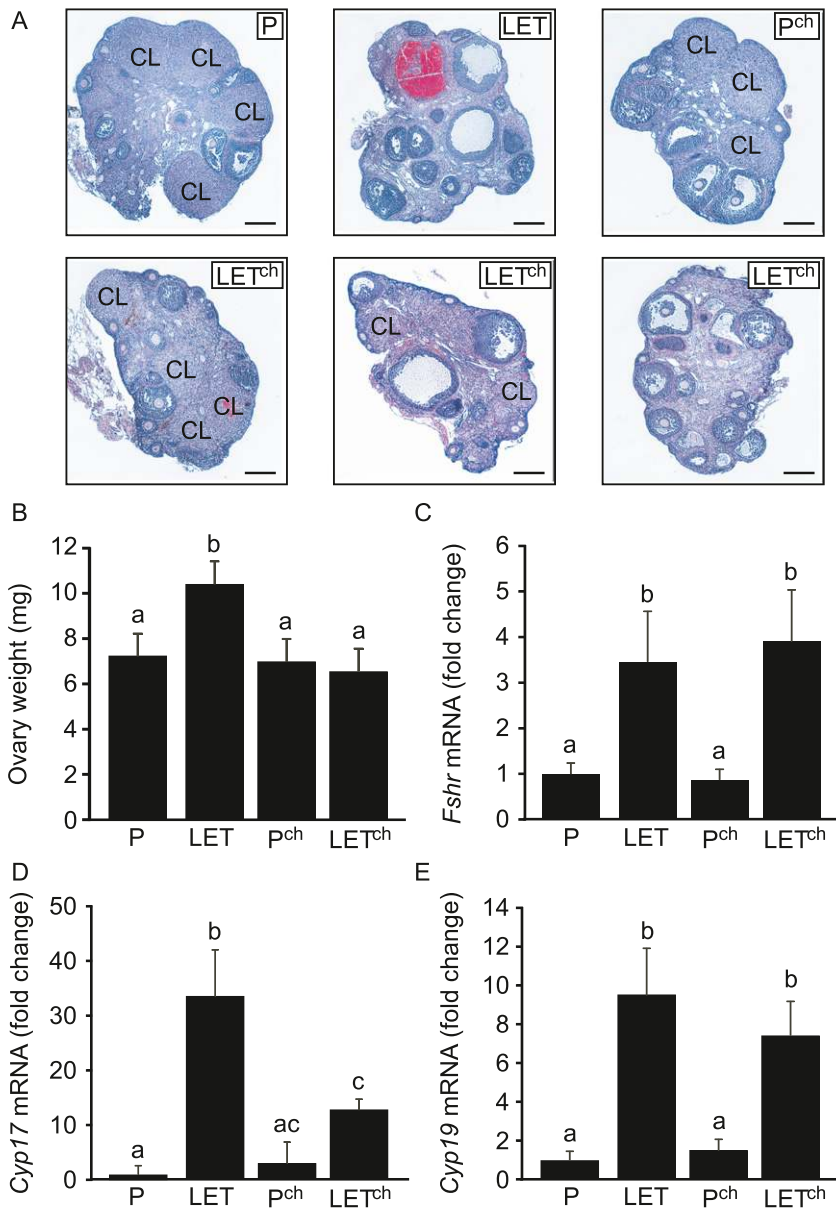 A
P
CL CL
CL
CL
LET
Pch
CL
CL
CL
LETch
CL
CL
CL
CL
LETch
CL
CL
LETch
B
Ovary weight (mg)
12
10
8
6
4
2
0
a
b
a
a
P LET Pch LETch
C
Fshr mRNA (fold change)
6
5
4
3
2
1
0
a
b
a
b
P LET Pch LETch
D
Cyp17 mRNA (fold change)
50
40
30
20
10
0
a
b
ac
c
P LET Pch LETch
E
Cyp19 mRNA (fold change)
14
12
10
8
6
4
2
0
a
b
a
b
P LET Pch LETch